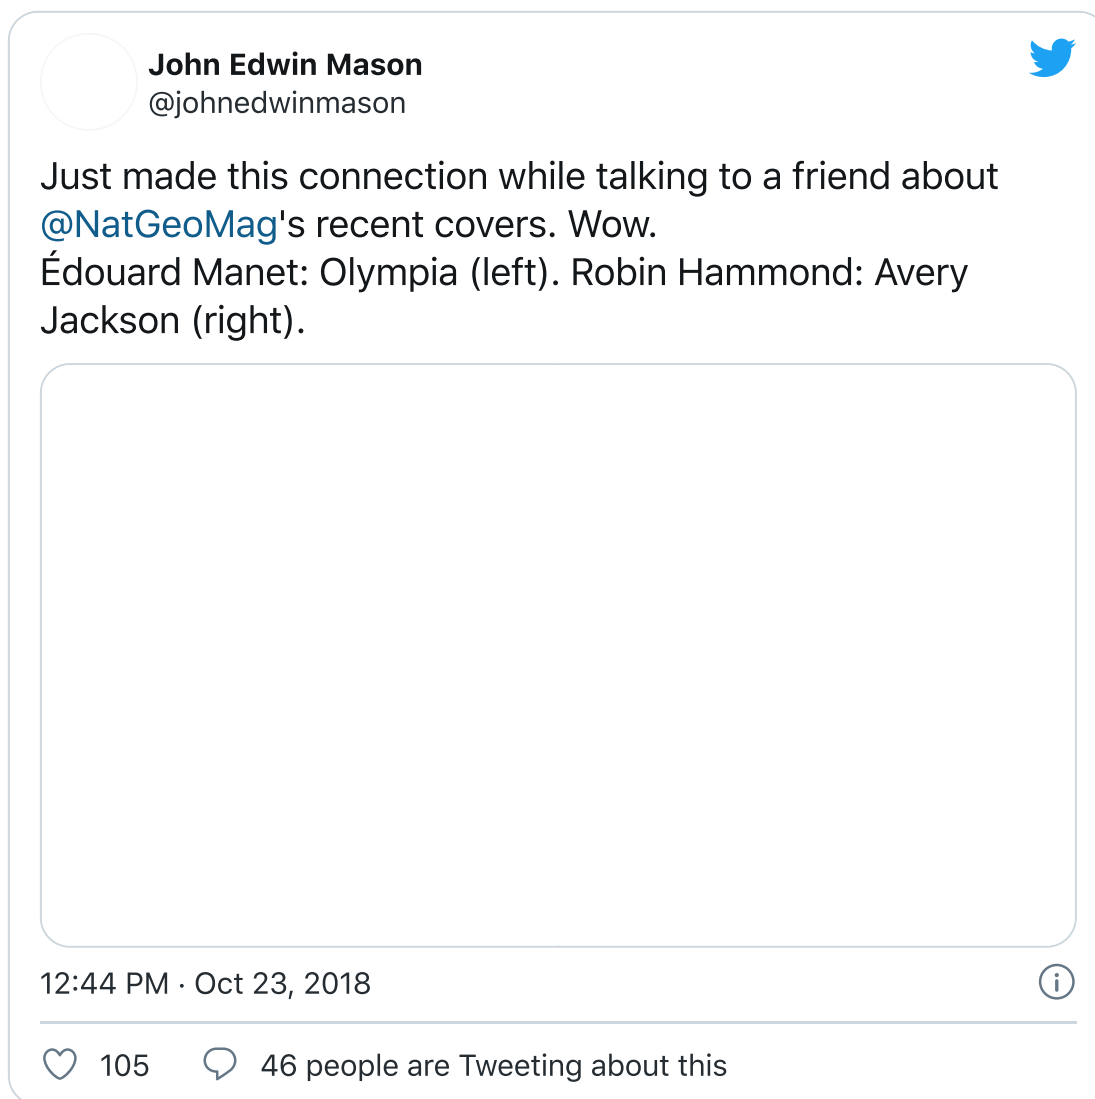 John Edwin Mason
@johnedwinmason
Just made this connection while talking to a friend about
@NatGeoMag's recent covers. Wow.
Édouard Manet: Olympia (left). Robin Hammond: Avery
Jackson (right).
12:44 PM · Oct 23, 2018
105 46 people are Tweeting about this